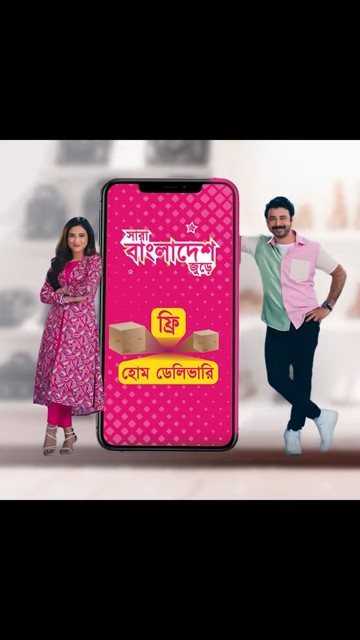 সারা
বাংলাদেশ
জুড়ে
ফ্রি
হোম ডেলিভারি